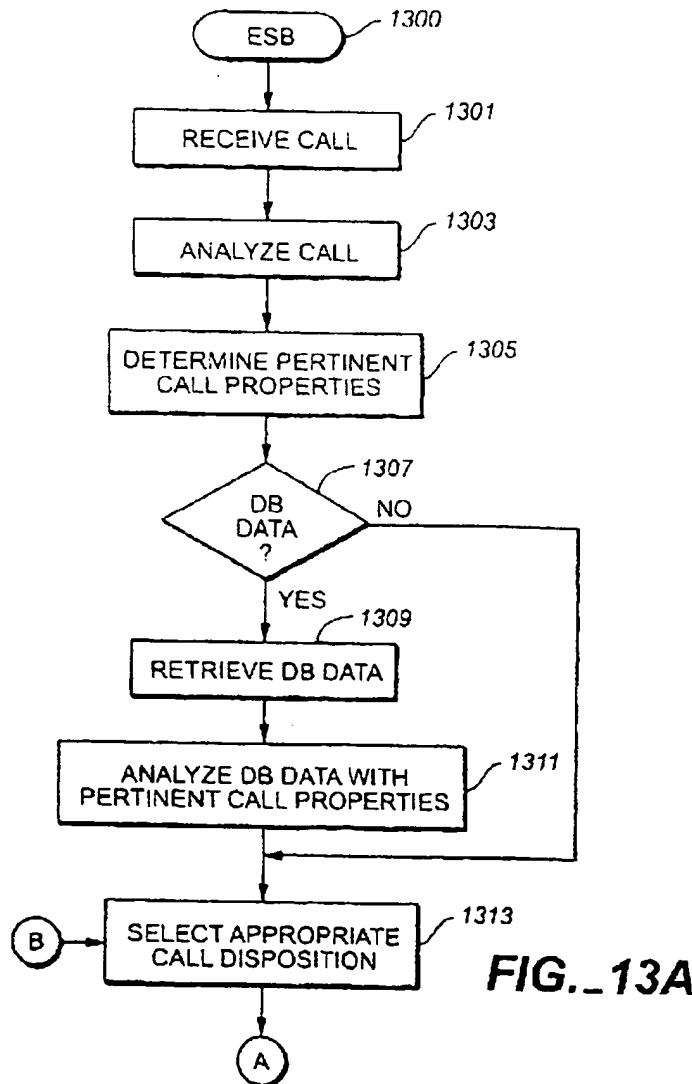 ESB
1300
RECEIVE CALL
1301
ANALYZE CALL
1303
DETERMINE PERTINENT
CALL PROPERTIES
1305
DB
DATA
?
1307
NO
YES
RETRIEVE DB DATA
1309
ANALYZE DB DATA WITH
PERTINENT CALL PROPERTIES
1311
B
SELECT APPROPRIATE
CALL DISPOSITION
1313
A
FIG._13A